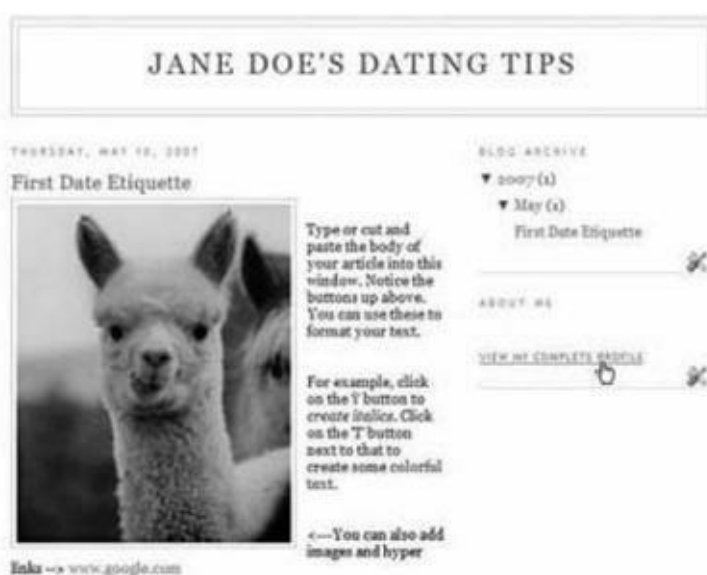 JANE DOE'S DATING TIPS
THURSDAY, MAY 10, 2007
First Date Etiquette
Type or cut and
paste the body of
your article into this
window. Notice the
buttons up above.
You can use these to
format your text.
For example, click
on the 'i' button to
create italics. Click
on the 'T' button
next to that to
create some colorful
text.
<---You can also add
images and hyper
links --> www.google.com
BLOG ARCHIVE
▼ 2007 (1)
▼ May (1)
First Date Etiquette
ABOUT ME
VIEW MY COMPLETE PROFILE